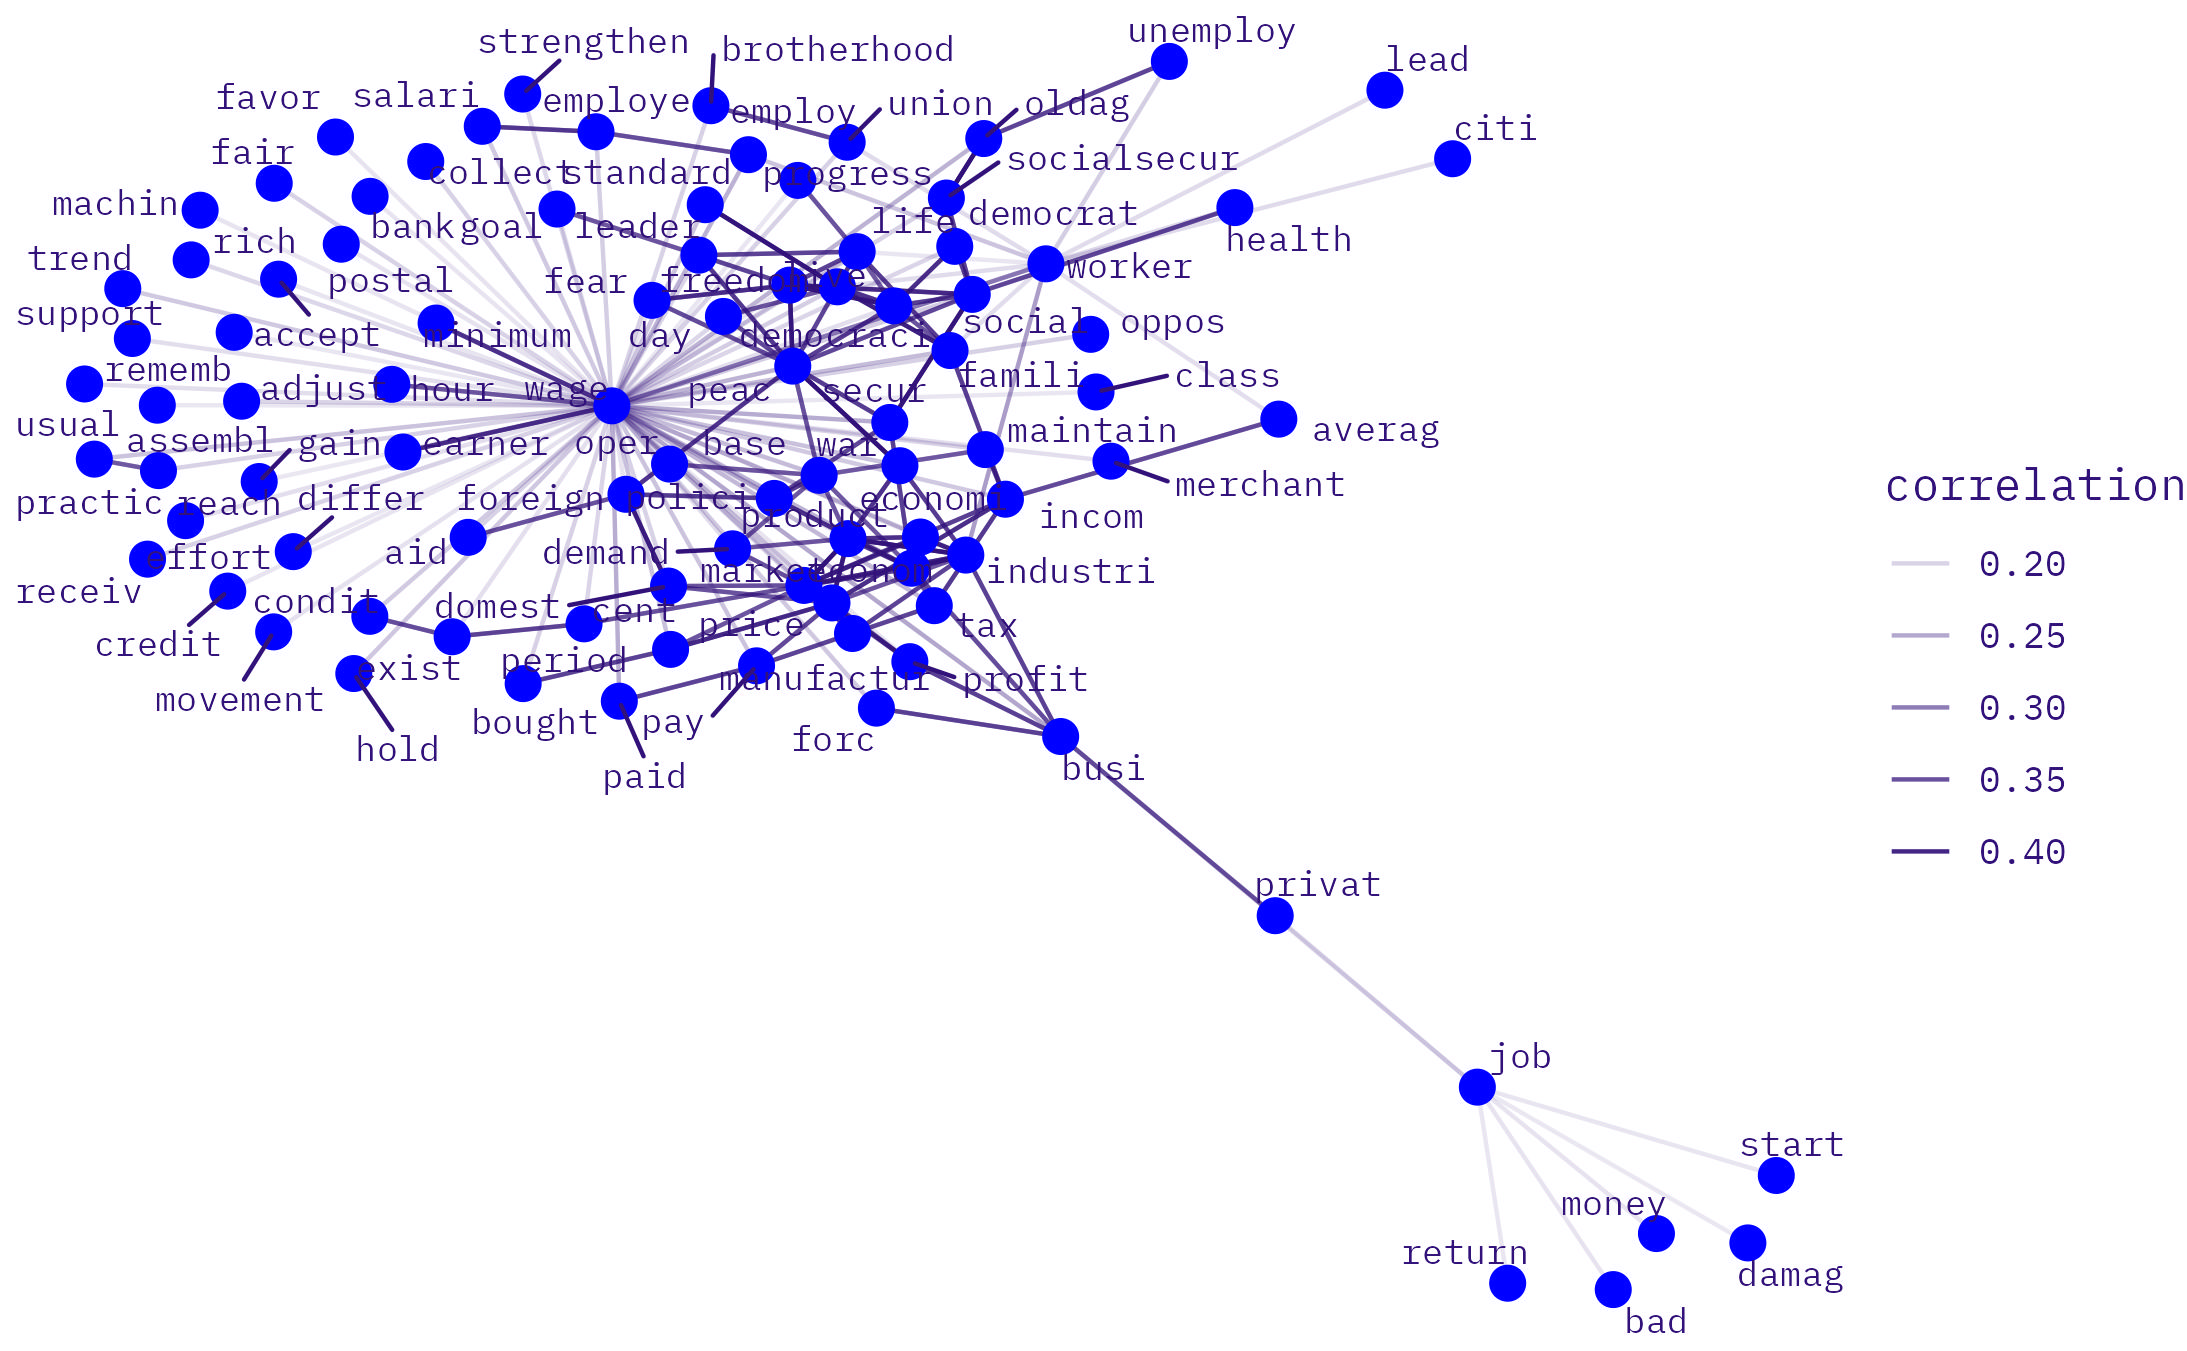 unemploy
strengthen
brotherhood
lead
favor
salari
employe
employ
union
oldag
citi
fair
collect
standard
progress
socialsecur
machin
rich
bank
goal
leader
life
democrat
health
trend
postal
fear
freedom
live
worker
support
accept
minimum
day
democraci
social
oppos
rememb
adjust
hour
wage
peac
secur
famili
class
usual
assembl
gain
earner
oper
base
war
maintain
averag
practic
reach
differ
foreign
polici
product
economi
incom
merchant
correlation
effort
aid
demand
market
econom
industri
0.20
receiv
condit
domest
cent
price
tax
0.25
credit
movement
exist
period
manufactur
profit
0.30
hold
bought
pay
forc
paid
busi
0.35
0.40
privat
job
start
money
return
damag
bad